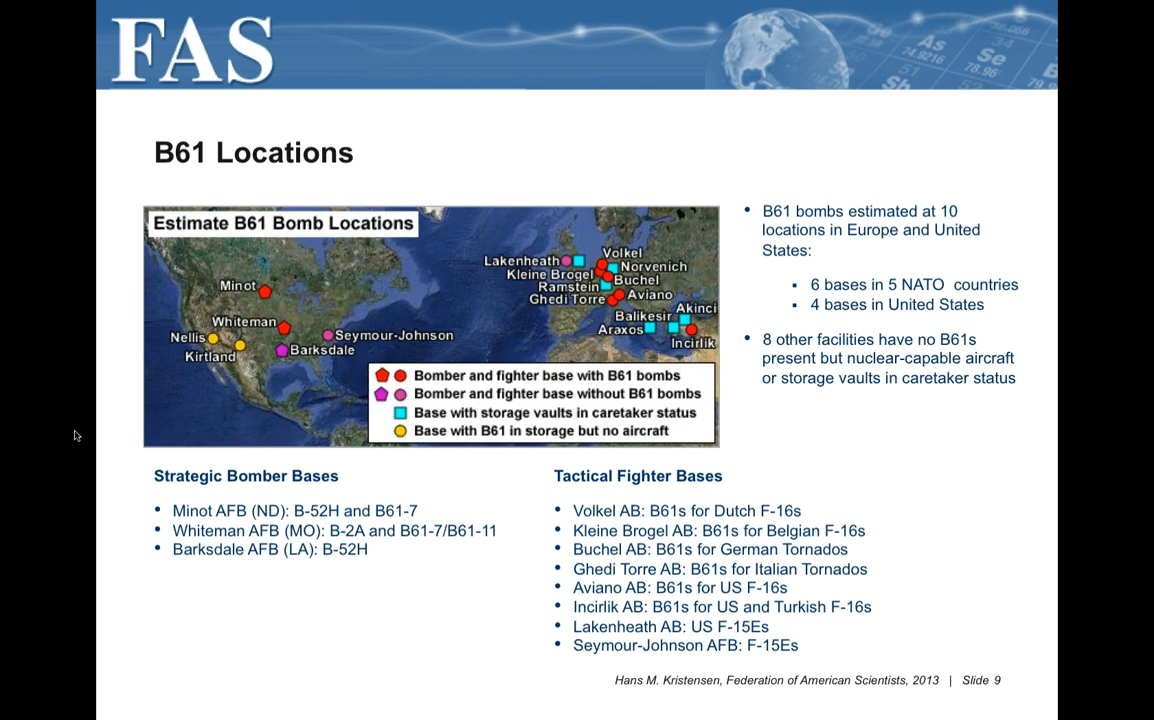 FAS
As
74.9216
Se
78.96
Sb
51
B61 Locations
Estimate B61 Bomb Locations
Minot
Whiteman
Nellis
Kirtland
Seymour-Johnson
Barksdale
Lakenheath
Volkel
Norvenich
Kleine Brogel
Buchel
Ramstein
Ghedi Torre
Aviano
Akinci
Balikesir
Araxos
Incirlik
Bomber and fighter base with B61 bombs
Bomber and fighter base without B61 bombs
Base with storage vaults in caretaker status
Base with B61 in storage but no aircraft
• B61 bombs estimated at 10
locations in Europe and United
States:
▪ 6 bases in 5 NATO countries
▪ 4 bases in United States
• 8 other facilities have no B61s
present but nuclear-capable aircraft
or storage vaults in caretaker status
Strategic Bomber Bases
• Minot AFB (ND): B-52H and B61-7
• Whiteman AFB (MO): B-2A and B61-7/B61-11
• Barksdale AFB (LA): B-52H
Tactical Fighter Bases
• Volkel AB: B61s for Dutch F-16s
• Kleine Brogel AB: B61s for Belgian F-16s
• Buchel AB: B61s for German Tornados
• Ghedi Torre AB: B61s for Italian Tornados
• Aviano AB: B61s for US F-16s
• Incirlik AB: B61s for US and Turkish F-16s
• Lakenheath AB: US F-15Es
• Seymour-Johnson AFB: F-15Es
Hans M. Kristensen, Federation of American Scientists, 2013 | Slide 9